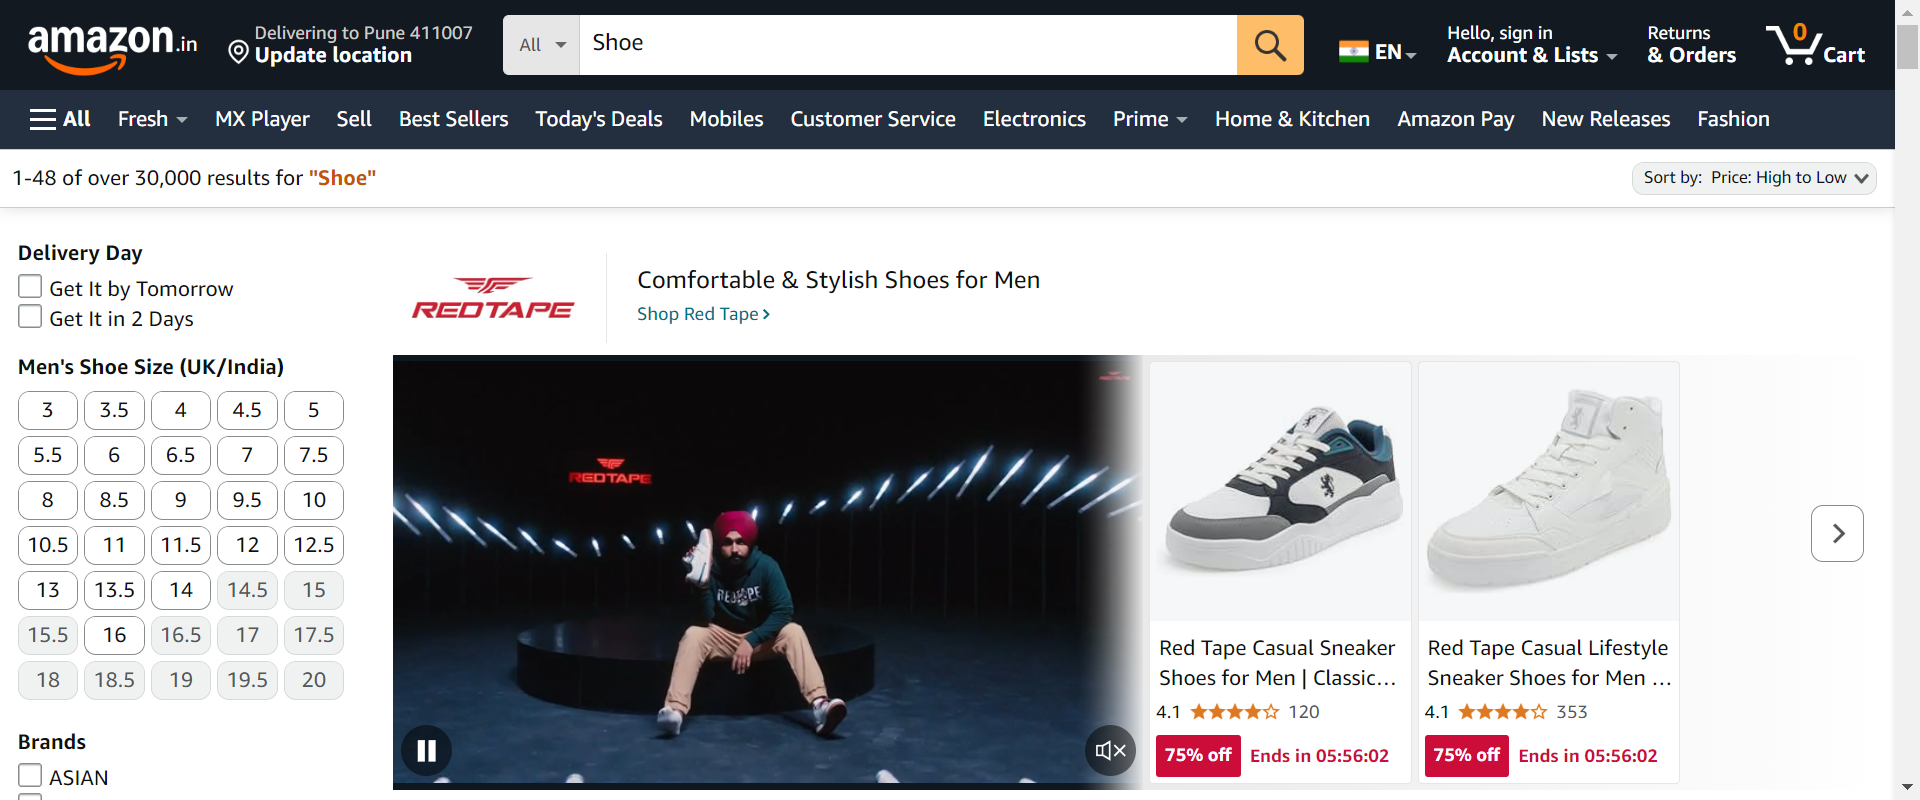 amazon.in
Delivering to Pune 411007
Update location
All
Shoe
EN
Hello, sign in
Account & Lists
Returns
& Orders
0
Cart
All
Fresh
MX Player
Sell
Best Sellers
Today's Deals
Mobiles
Customer Service
Electronics
Prime
Home & Kitchen
Amazon Pay
New Releases
Fashion
1-48 of over 30,000 results for "Shoe"
Sort by: Price: High to Low
Delivery Day
Get It by Tomorrow
Get It in 2 Days
Men's Shoe Size (UK/India)
3 3.5 4 4.5 5
5.5 6 6.5 7 7.5
8 8.5 9 9.5 10
10.5 11 11.5 12 12.5
13 13.5 14 14.5 15
15.5 16 16.5 17 17.5
18 18.5 19 19.5 20
Brands
ASIAN
REDTAPE
Comfortable & Stylish Shoes for Men
Shop Red Tape
REDTAPE
REDTAPE
Red Tape Casual Sneaker
Shoes for Men | Classic...
4.1 120
75% off Ends in 05:56:02
Red Tape Casual Lifestyle
Sneaker Shoes for Men ...
4.1 353
75% off Ends in 05:56:02